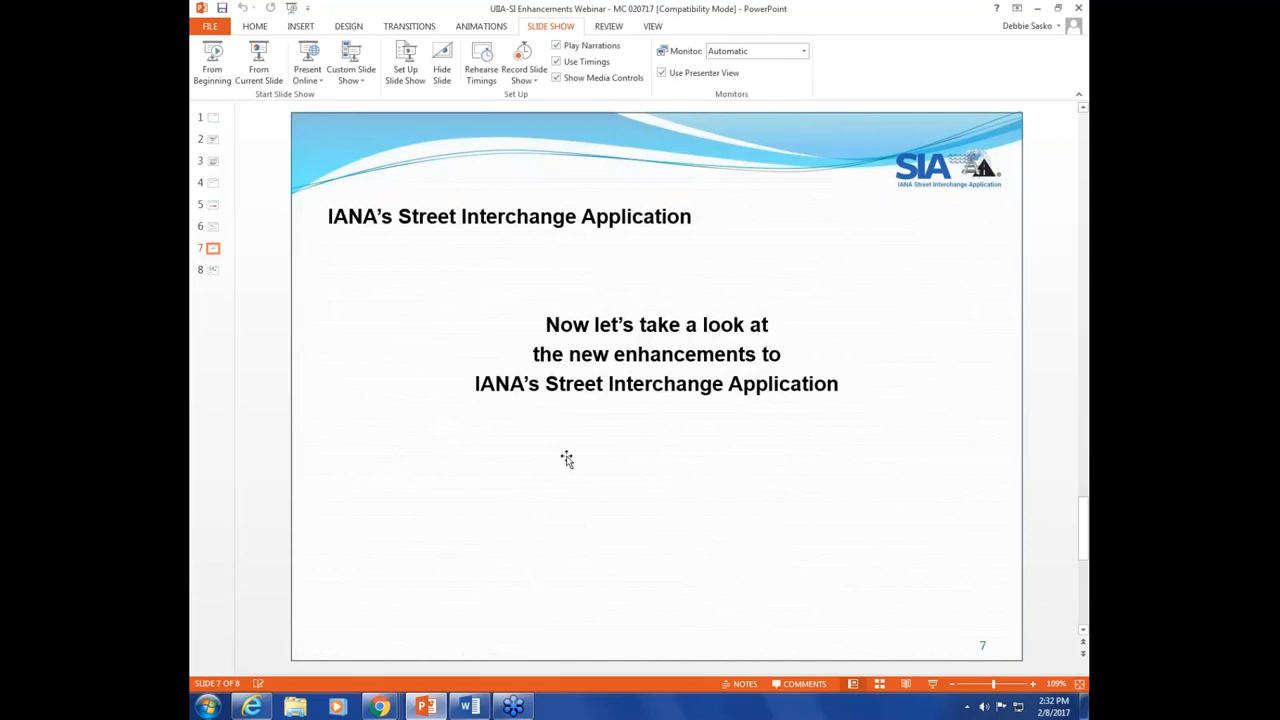 UIIA-SI Enhancements Webinar - MC 020717 [Compatibility Mode] - PowerPoint
FILE HOME INSERT DESIGN TRANSITIONS ANIMATIONS SLIDE SHOW REVIEW VIEW Debbie Sasko
From Beginning
From Current Slide
Present Online
Custom Slide Show
Set Up Slide Show
Hide Slide
Rehearse Timings
Record Slide Show
Play Narrations
Use Timings
Show Media Controls
Monitor: Automatic
Use Presenter View
Start Slide Show Set Up Monitors
1
2
3
4
5
6
7
8
SIA
IANA Street Interchange Application
IANA's Street Interchange Application
Now let's take a look at
the new enhancements to
IANA's Street Interchange Application
7
SLIDE 7 OF 8 NOTES COMMENTS 109%
2:32 PM
2/8/2017